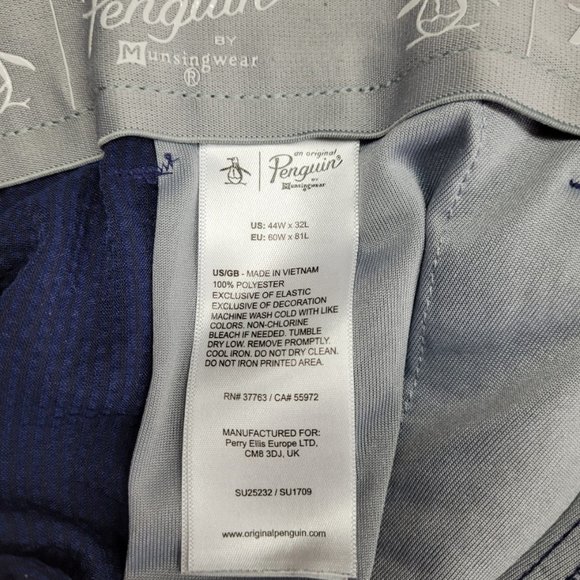 Penguin
BY
Munsingwear
®
an original
Penguin®
BY
Munsingwear
US: 44W x 32L
EU: 60W x 81L
US/GB - MADE IN VIETNAM
100% POLYESTER
EXCLUSIVE OF ELASTIC
EXCLUSIVE OF DECORATION
MACHINE WASH COLD WITH LIKE
COLORS. NON-CHLORINE
BLEACH IF NEEDED. TUMBLE
DRY LOW. REMOVE PROMPTLY.
COOL IRON. DO NOT DRY CLEAN.
DO NOT IRON PRINTED AREA.
RN# 37763 / CA# 55972
MANUFACTURED FOR:
Perry Ellis Europe LTD,
CM8 3DJ, UK
SU25232 / SU1709
www.originalpenguin.com